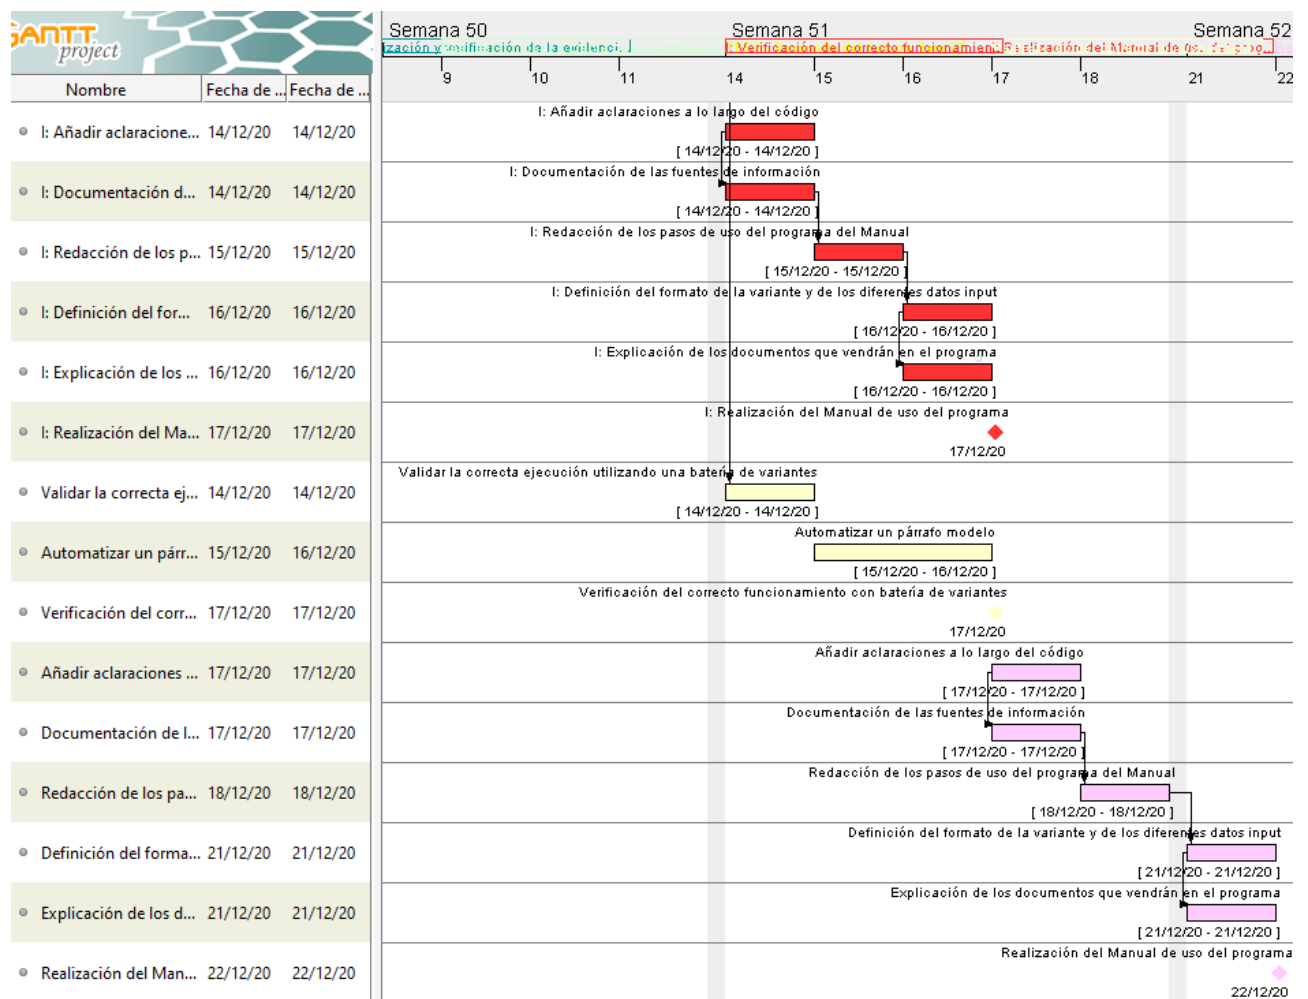 GANTT
project
Semana 50
Semana 51
Semana 52
ización y verificación de la evidenci.
I: Verificación del correcto funcionamien.
Realización del Manual de uso del prog..
9 10 11 14 15 16 17 18 21 22
Nombre Fecha de ... Fecha de ...
I: Añadir aclaracione... 14/12/20 14/12/20
I: Añadir aclaraciones a lo largo del código
[ 14/12/20 - 14/12/20 ]
I: Documentación d... 14/12/20 14/12/20
I: Documentación de las fuentes de información
[ 14/12/20 - 14/12/20 ]
I: Redacción de los p... 15/12/20 15/12/20
I: Redacción de los pasos de uso del programa del Manual
[ 15/12/20 - 15/12/20 ]
I: Definición del for... 16/12/20 16/12/20
I: Definición del formato de la variante y de los diferentes datos input
[ 16/12/20 - 16/12/20 ]
I: Explicación de los ... 16/12/20 16/12/20
I: Explicación de los documentos que vendrán en el programa
[ 16/12/20 - 16/12/20 ]
I: Realización del Ma... 17/12/20 17/12/20
I: Realización del Manual de uso del programa
17/12/20
Validar la correcta ej... 14/12/20 14/12/20
Validar la correcta ejecución utilizando una batería de variantes
[ 14/12/20 - 14/12/20 ]
Automatizar un párr... 15/12/20 16/12/20
Automatizar un párrafo modelo
[ 15/12/20 - 16/12/20 ]
Verificación del corr... 17/12/20 17/12/20
Verificación del correcto funcionamiento con batería de variantes
17/12/20
Añadir aclaraciones ... 17/12/20 17/12/20
Añadir aclaraciones a lo largo del código
[ 17/12/20 - 17/12/20 ]
Documentación de l... 17/12/20 17/12/20
Documentación de las fuentes de información
[ 17/12/20 - 17/12/20 ]
Redacción de los pa... 18/12/20 18/12/20
Redacción de los pasos de uso del programa del Manual
[ 18/12/20 - 18/12/20 ]
Definición del forma... 21/12/20 21/12/20
Definición del formato de la variante y de los diferentes datos input
[ 21/12/20 - 21/12/20 ]
Explicación de los d... 21/12/20 21/12/20
Explicación de los documentos que vendrán en el programa
[ 21/12/20 - 21/12/20 ]
Realización del Man... 22/12/20 22/12/20
Realización del Manual de uso del programa
22/12/20